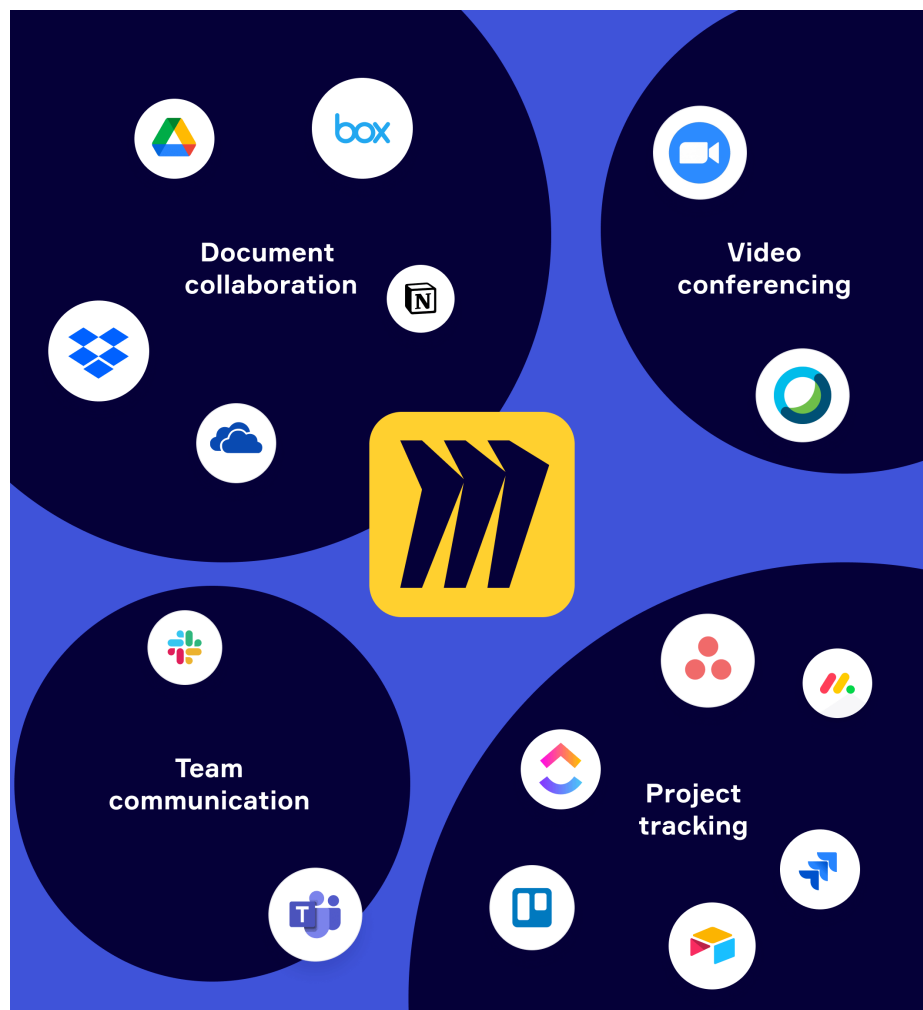 box
Document
collaboration
N
Video
conferencing
Team
communication
T
Project
tracking